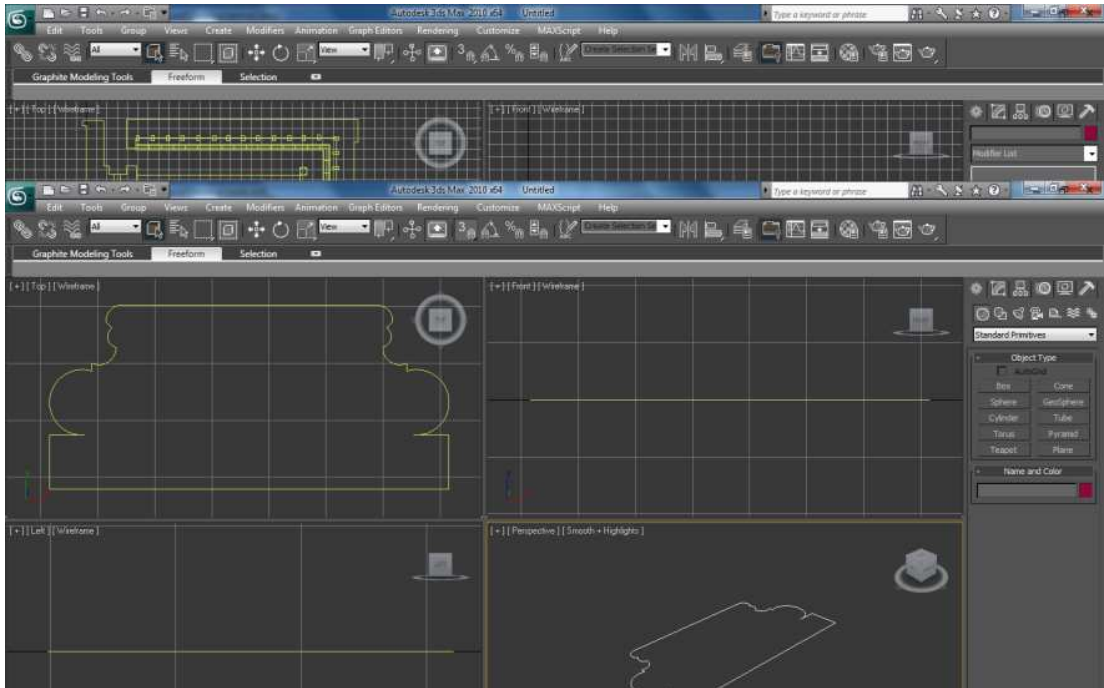 Autodesk 3ds Max 2010 x64 Untitled Type a keyword or phrase
Edit Tools Group Views Create Modifiers Animation Graph Editors Rendering Customize MAXScript Help
All View Create Selection Se
Graphite Modeling Tools Freeform Selection
[ + ] [ Top ] [ Wireframe ] [ + ] [ Front ] [ Wireframe ]
Modifier List
Autodesk 3ds Max 2010 x64 Untitled Type a keyword or phrase
Edit Tools Group Views Create Modifiers Animation Graph Editors Rendering Customize MAXScript Help
All View Create Selection Se
Graphite Modeling Tools Freeform Selection
[ + ] [ Top ] [ Wireframe ] [ + ] [ Front ] [ Wireframe ]
Standard Primitives
Object Type
AutoGrid
Box Cone
Sphere GeoSphere
Cylinder Tube
Torus Pyramid
Teapot Plane
Name and Color
[ + ] [ Left ] [ Wireframe ] [ + ] [ Perspective ] [ Smooth + Highlights ]